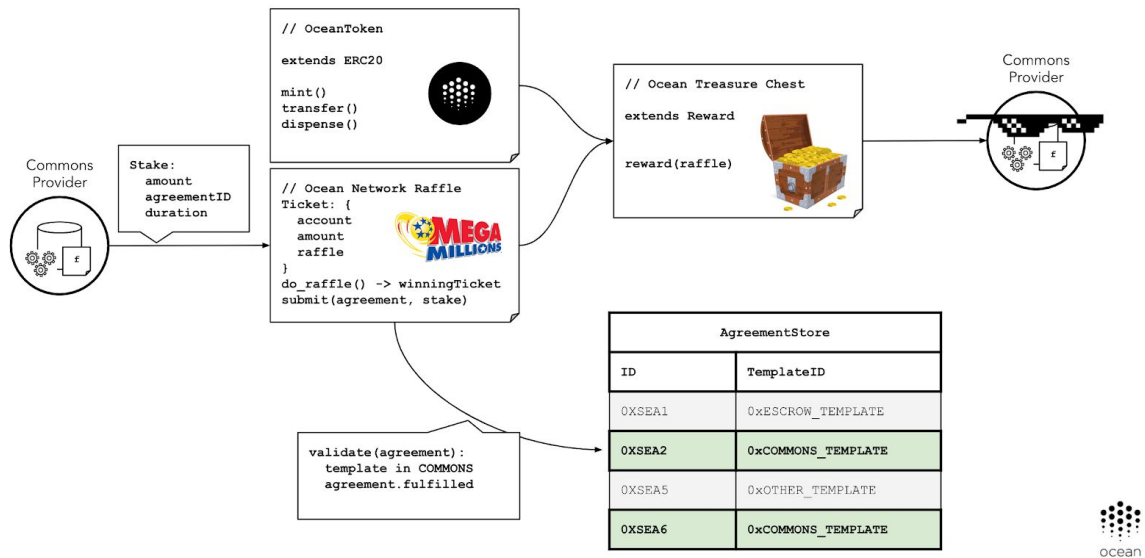 // OceanToken
extends ERC20
mint()
transfer()
dispense()
Commons
Provider
Stake:
amount
agreementID
duration
// Ocean Network Raffle
Ticket: {
account
amount
raffle
}
do_raffle() -> winningTicket
submit(agreement, stake)
MEGA
MILLIONS
// Ocean Treasure Chest
extends Reward
reward(raffle)
Commons
Provider
f
f
validate(agreement):
template in COMMONS
agreement.fulfilled
AgreementStore
ID TemplateID
0XSEA1 0xESCROW_TEMPLATE
0XSEA2 0xCOMMONS_TEMPLATE
0XSEA5 0xOTHER_TEMPLATE
0XSEA6 0xCOMMONS_TEMPLATE
ocean